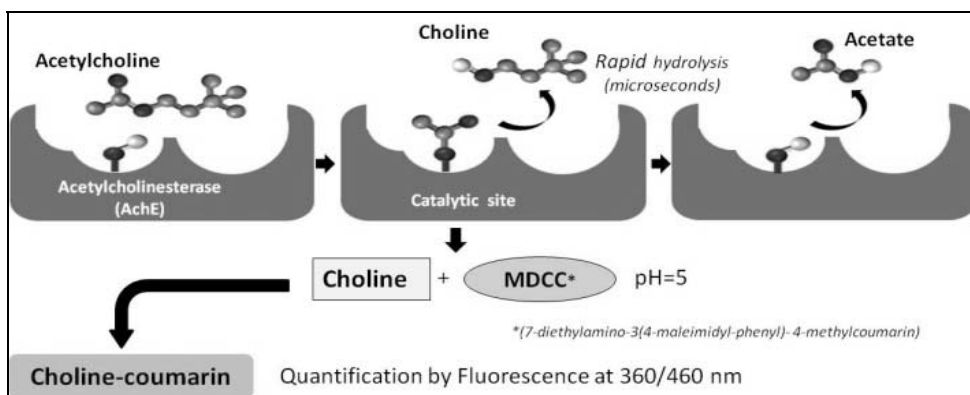 Acetylcholine
Acetylcholinesterase
(AchE)
Choline
Rapid hydrolysis
(microseconds)
Catalytic site
Acetate
Choline + MDCC* pH=5
*(7-diethylamino-3(4-maleimidyl-phenyl)- 4-methylcoumarin)
Choline-coumarin Quantification by Fluorescence at 360/460 nm